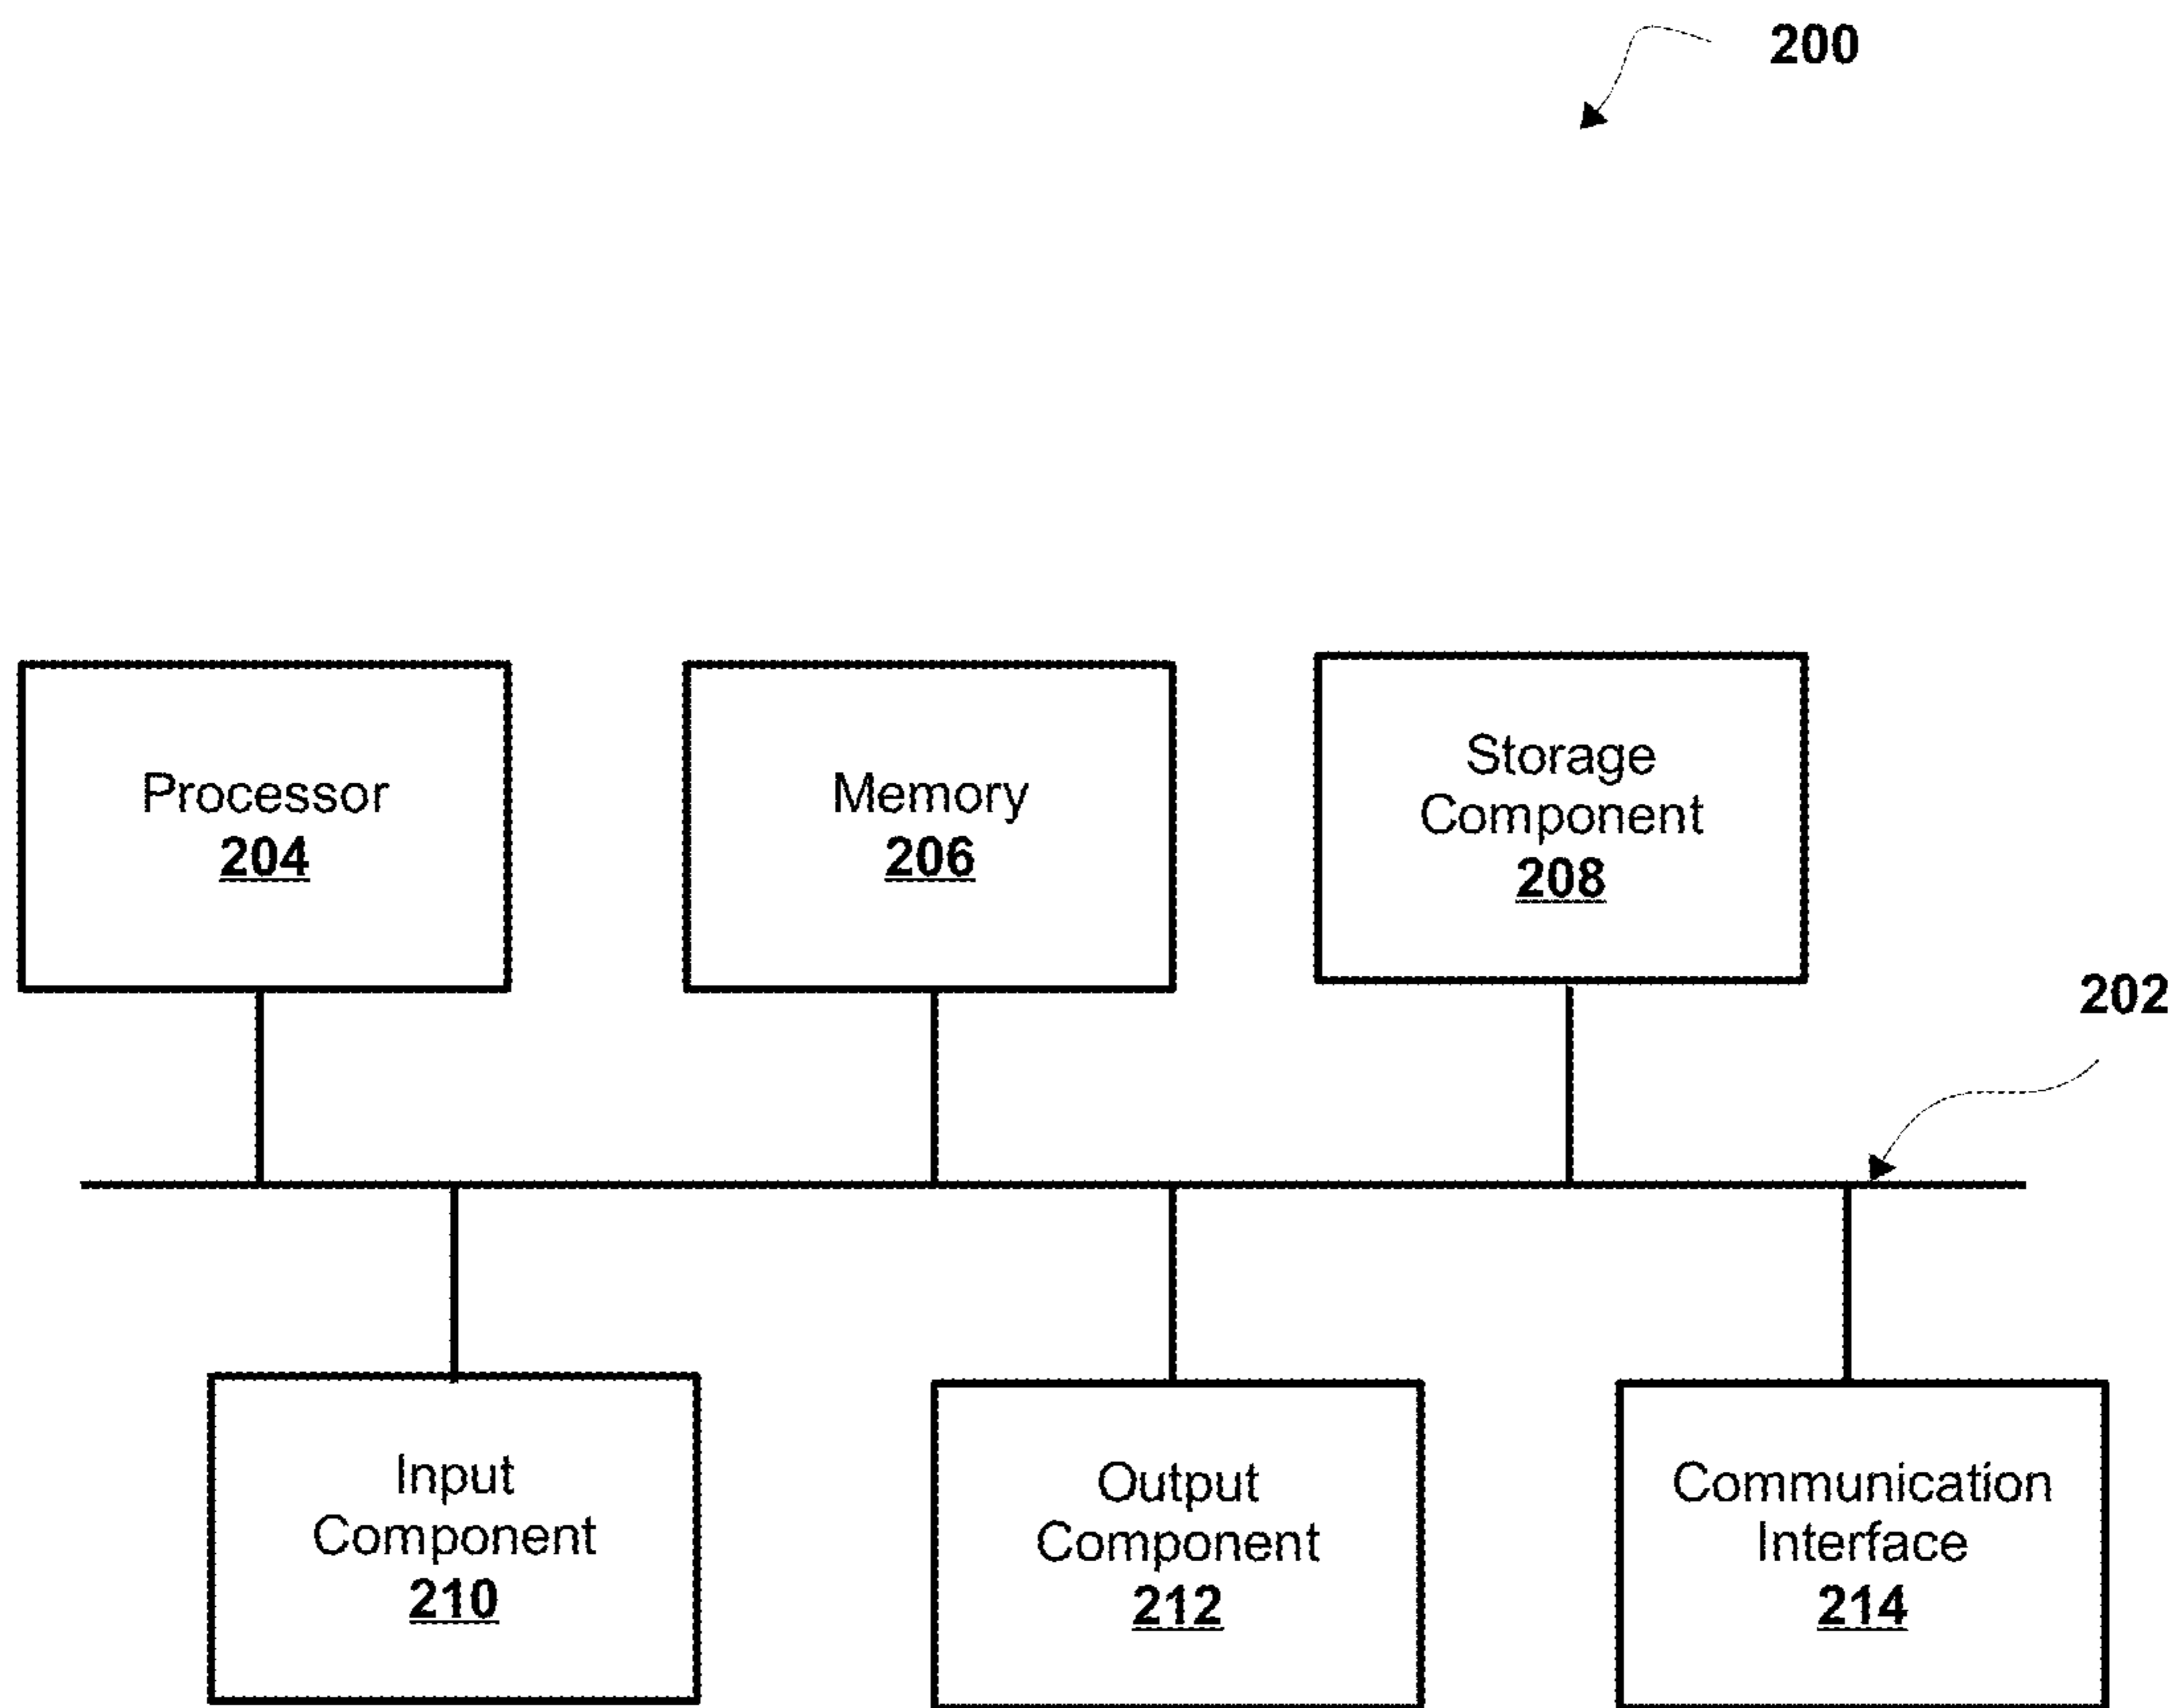 200
Processor
204
Memory
206
Storage
Component
208
202
Input
Component
210
Output
Component
212
Communication
Interface
214